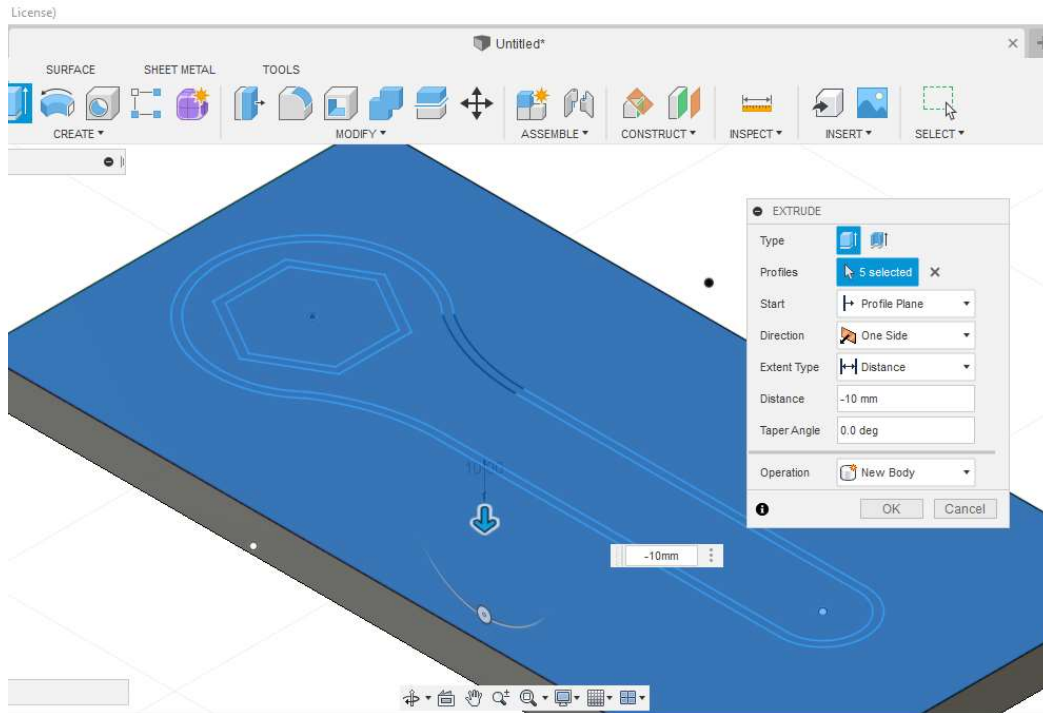 License)
Untitled*
SURFACE SHEET METAL TOOLS
CREATE MODIFY ASSEMBLE CONSTRUCT INSPECT INSERT SELECT
EXTRUDE
Type
Profiles 5 selected
Start Profile Plane
Direction One Side
Extent Type Distance
Distance -10 mm
Taper Angle 0.0 deg
Operation New Body
OK Cancel
10.00
-10mm